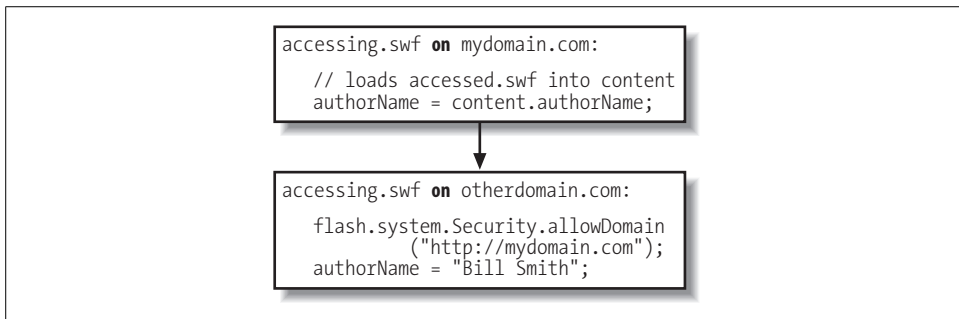 accessing.swf on mydomain.com:
// loads accessed.swf into content
authorName = content.authorName;
accessing.swf on otherdomain.com:
flash.system.Security.allowDomain
("http://mydomain.com");
authorName = "Bill Smith";